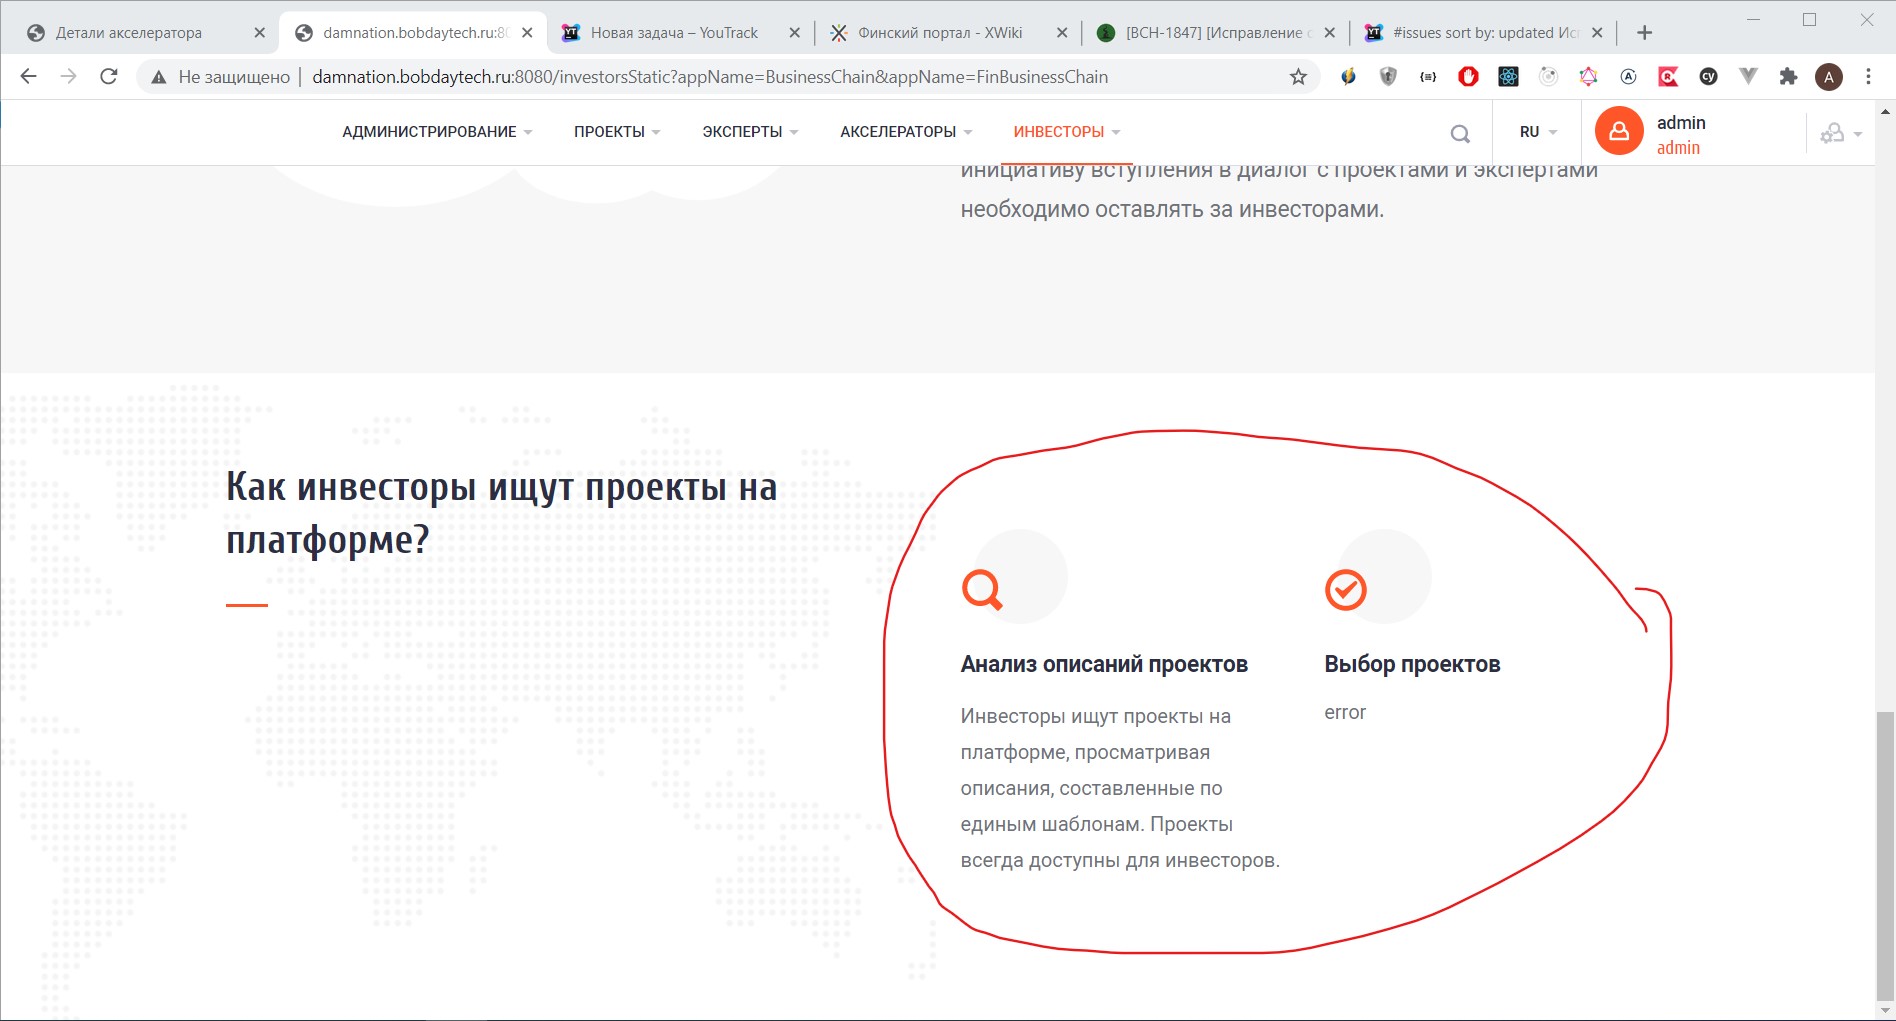 Детали акселератора
damnation.bobdaytech.ru:80
Новая задача – YouTrack
Финский портал - XWiki
[BCH-1847] [Исправление
#issues sort by: updated
Не защищено
damnation.bobdaytech.ru:8080/investorsStatic?appName=BusinessChain&appName=FinBusinessChain
A
АДМИНИСТРИРОВАНИЕ
ПРОЕКТЫ
ЭКСПЕРТЫ
АКСЕЛЕРАТОРЫ
ИНВЕСТОРЫ
RU
admin
admin
инициативу вступления в диалог с проектами и экспертами
необходимо оставлять за инвесторами.
Как инвесторы ищут проекты на
платформе?
Анализ описаний проектов
Инвесторы ищут проекты на
платформе, просматривая
описания, составленные по
единым шаблонам. Проекты
всегда доступны для инвесторов.
Выбор проектов
error